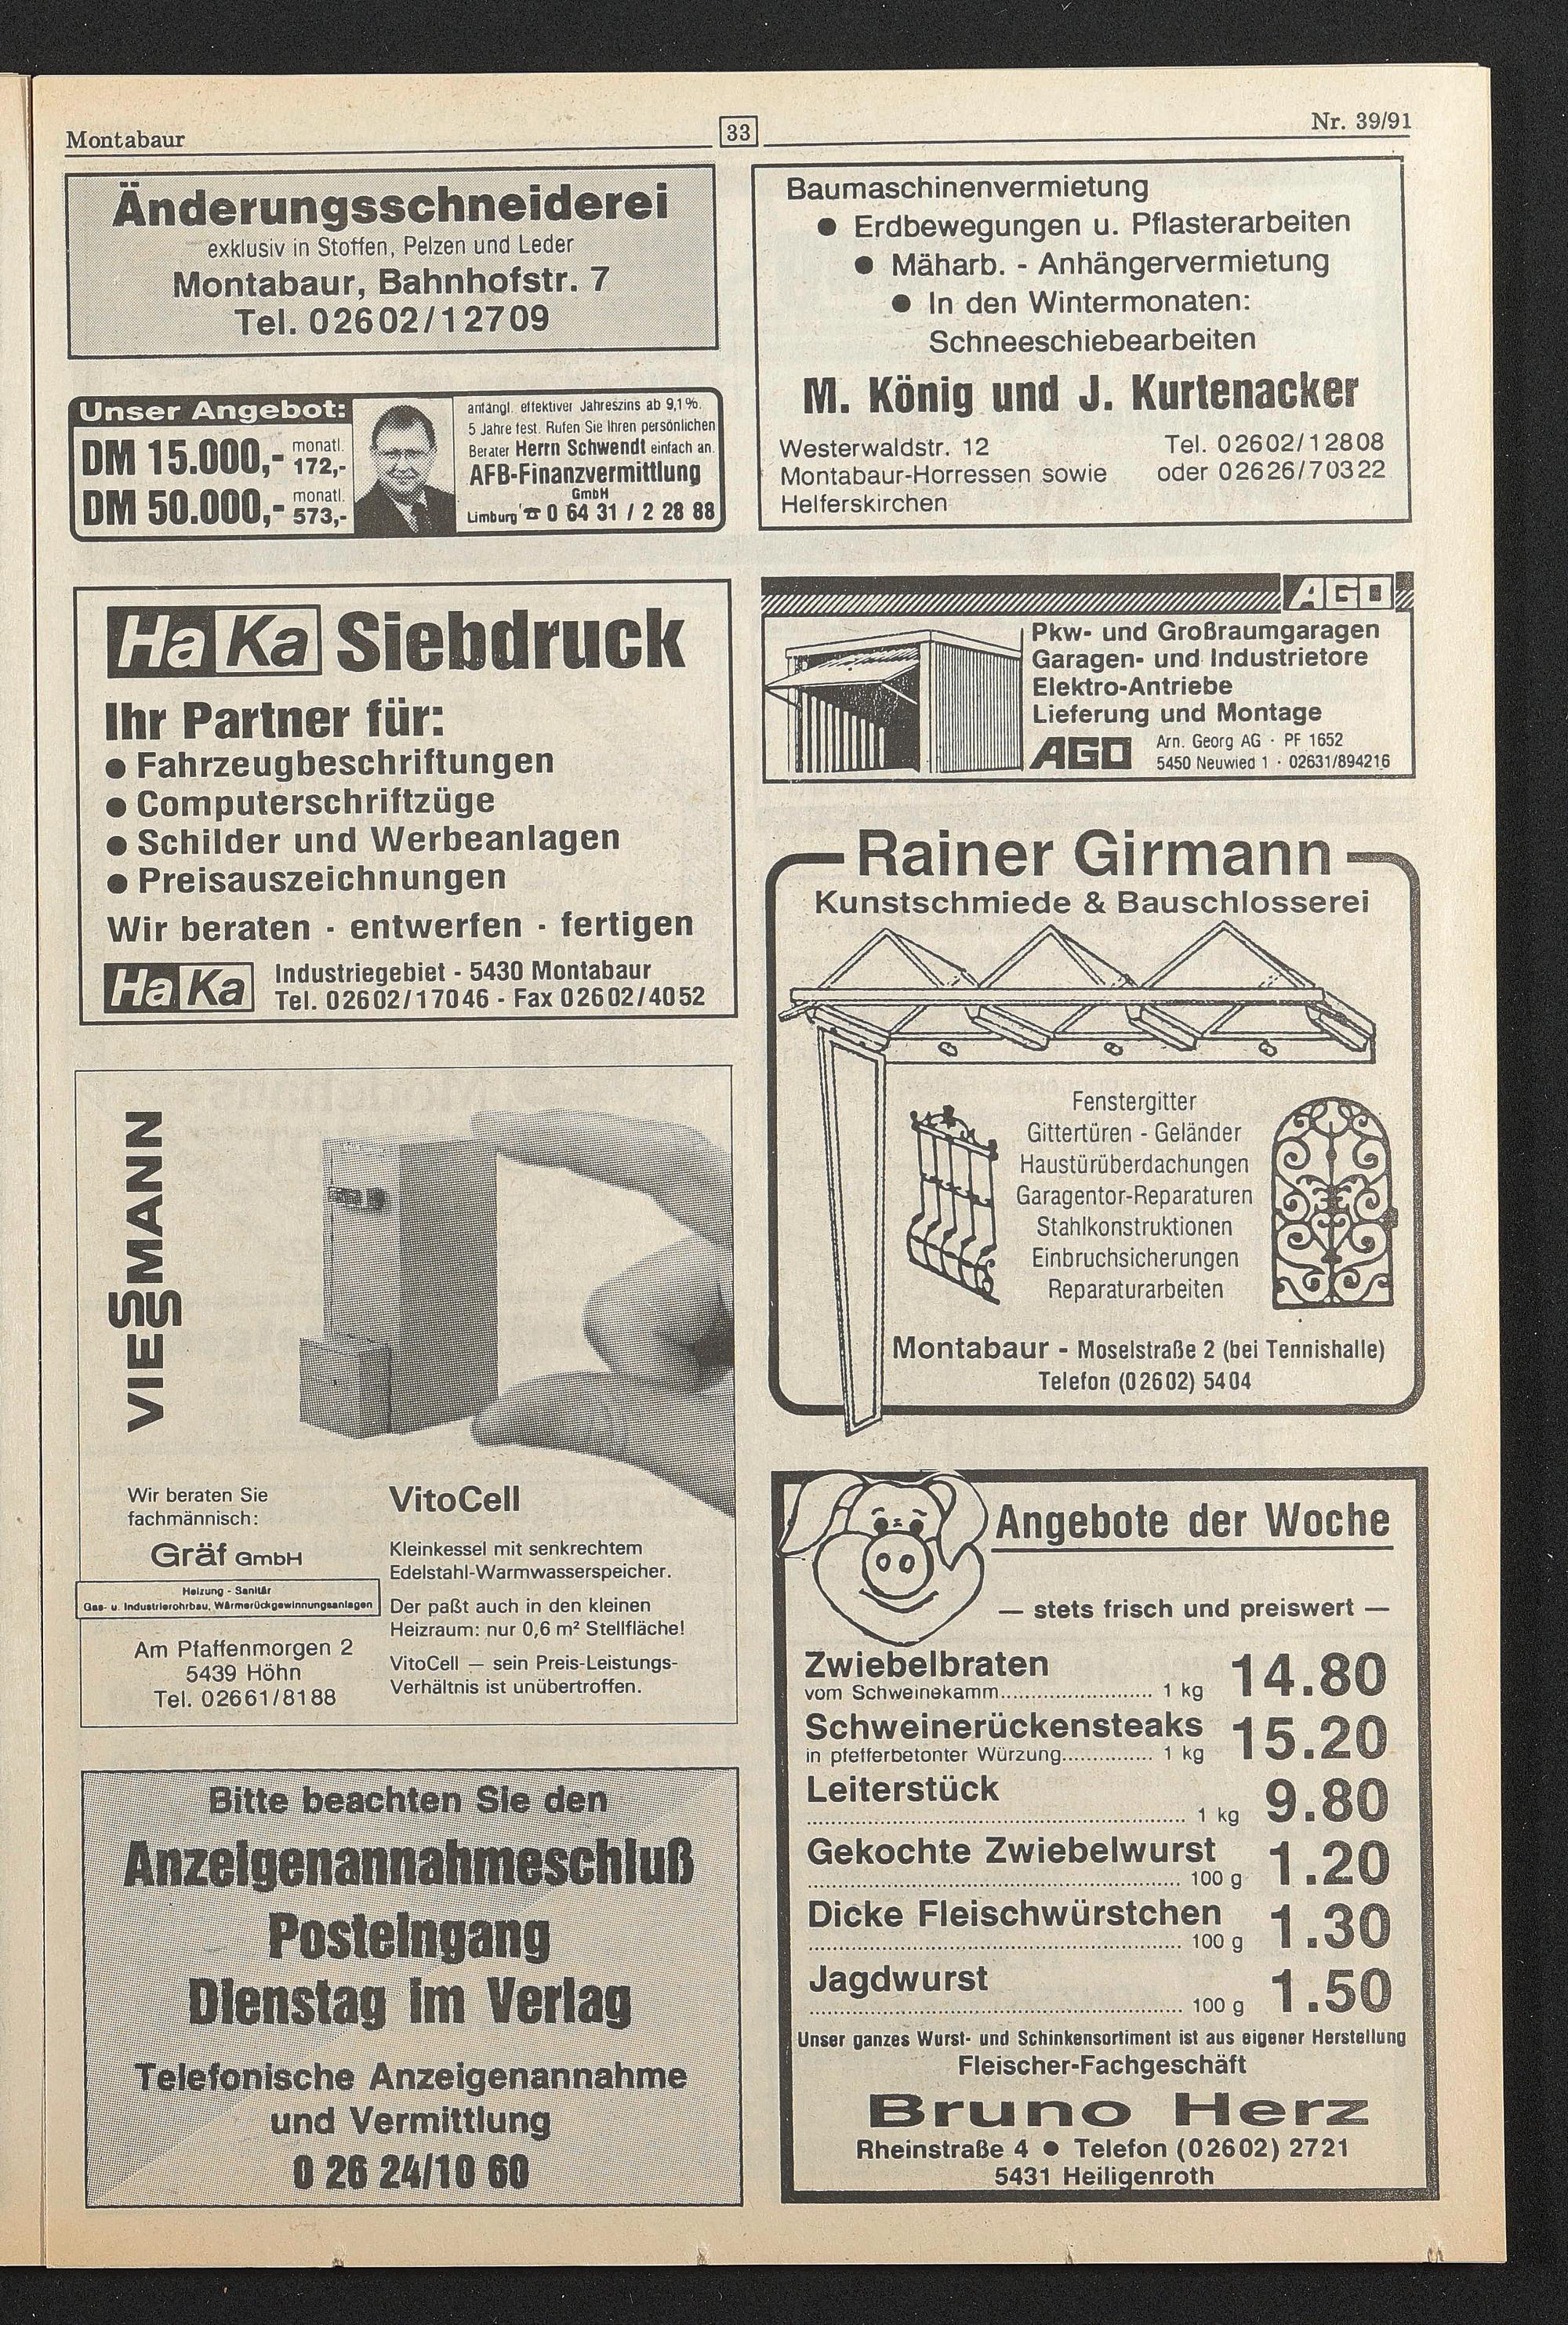 Montabaur
33
Nr. 39/91
Änderungsschneiderei
exklusiv in Stoffen, Pelzen und Leder
Montabaur, Bahnhofstr. 7
Tel. 02602/12709
Unser Angebot:
DM 15.000,- monatl. 172,-
DM 50.000,- monatl. 573,-
anfängl. effektiver Jahreszins ab 9,1%.
5 Jahre fest. Rufen Sie Ihren persönlichen
Berater Herrn Schwendt einfach an.
AFB-Finanzvermittlung
GmbH
Limburg ☎ 0 64 31 / 2 28 88
HaKa Siebdruck
Ihr Partner für:
● Fahrzeugbeschriftungen
● Computerschriftzüge
● Schilder und Werbeanlagen
● Preisauszeichnungen
Wir beraten - entwerfen - fertigen
HaKa
Industriegebiet - 5430 Montabaur
Tel. 02602/17046 - Fax 02602/4052
VIESSMANN
Wir beraten Sie
fachmännisch:
Gräf GmbH
Heizung - Sanitär
Gas- u. Industrierohrbau, Wärmerückgewinnungsanlagen
Am Pfaffenmorgen 2
5439 Höhn
Tel. 02661/8188
VitoCell
Kleinkessel mit senkrechtem
Edelstahl-Warmwasserspeicher.
Der paßt auch in den kleinen
Heizraum: nur 0,6 m² Stellfläche!
VitoCell — sein Preis-Leistungs-
Verhältnis ist unübertroffen.
Bitte beachten Sie den
Anzeigenannahmeschluß
Posteingang
Dienstag im Verlag
Telefonische Anzeigenannahme
und Vermittlung
0 26 24/10 60
Baumaschinenvermietung
● Erdbewegungen u. Pflasterarbeiten
● Mäharb. - Anhängervermietung
● In den Wintermonaten:
Schneeschiebearbeiten
M. König und J. Kurtenacker
Westerwaldstr. 12 Tel. 02602/12808
Montabaur-Horressen sowie oder 02626/70322
Helferskirchen
AGO
Pkw- und Großraumgaragen
Garagen- und Industrietore
Elektro-Antriebe
Lieferung und Montage
AGO
Arn. Georg AG · PF 1652
5450 Neuwied 1 · 02631/894216
Rainer Girmann
Kunstschmiede & Bauschlosserei
Fenstergitter
Gittertüren - Geländer
Haustürüberdachungen
Garagentor-Reparaturen
Stahlkonstruktionen
Einbruchsicherungen
Reparaturarbeiten
Montabaur - Moselstraße 2 (bei Tennishalle)
Telefon (02602) 5404
Angebote der Woche
— stets frisch und preiswert —
Zwiebelbraten
vom Schweinekamm.......................... 1 kg 14.80
Schweinerückensteaks
in pfefferbetonter Würzung............... 1 kg 15.20
Leiterstück
.................................................. 1 kg 9.80
Gekochte Zwiebelwurst
.................................................. 100 g 1.20
Dicke Fleischwürstchen
.................................................. 100 g 1.30
Jagdwurst
.................................................. 100 g 1.50
Unser ganzes Wurst- und Schinkensortiment ist aus eigener Herstellung
Fleischer-Fachgeschäft
Bruno Herz
Rheinstraße 4 ● Telefon (02602) 2721
5431 Heiligenroth